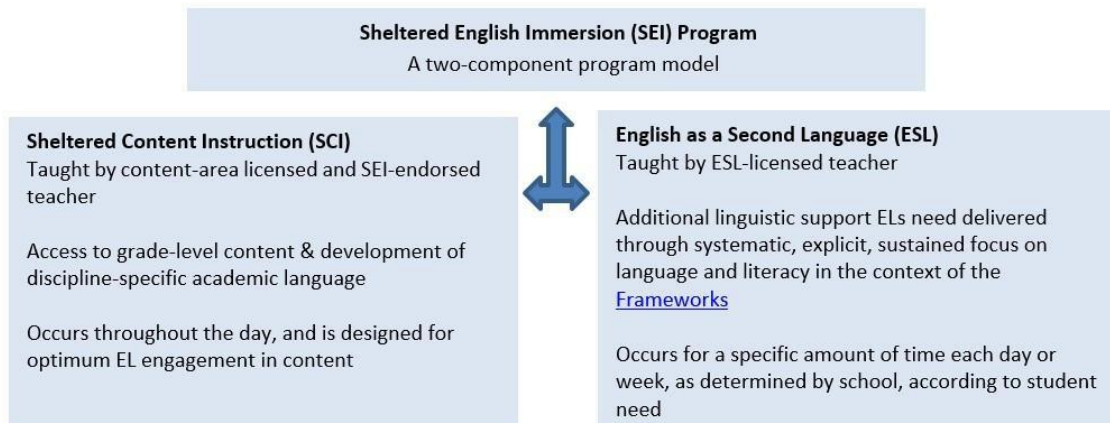 Sheltered English Immersion (SEI) Program
A two-component program model
Sheltered Content Instruction (SCI)
Taught by content-area licensed and SEI-endorsed
teacher
Access to grade-level content & development of
discipline-specific academic language
Occurs throughout the day, and is designed for
optimum EL engagement in content
English as a Second Language (ESL)
Taught by ESL-licensed teacher
Additional linguistic support ELs need delivered
through systematic, explicit, sustained focus on
language and literacy in the context of the
Frameworks
Occurs for a specific amount of time each day or
week, as determined by school, according to student
need